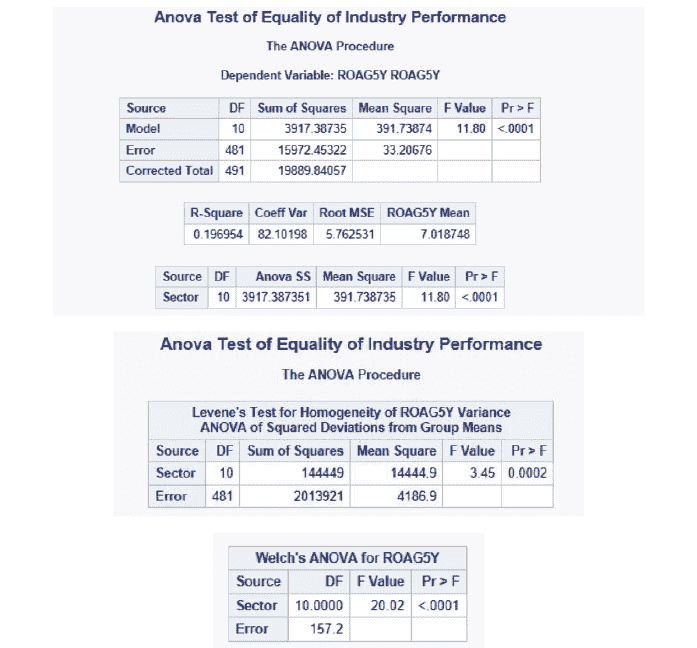 Anova Test of Equality of Industry Performance
The ANOVA Procedure
Dependent Variable: ROAG5Y ROAG5Y
Source DF Sum of Squares Mean Square F Value Pr > F
Model 10 3917.38735 391.73874 11.80 <.0001
Error 481 15972.45322 33.20676
Corrected Total 491 19889.84057
R-Square Coeff Var Root MSE ROAG5Y Mean
0.196954 82.10198 5.762531 7.018748
Source DF Anova SS Mean Square F Value Pr > F
Sector 10 3917.387351 391.738735 11.80 <.0001
Anova Test of Equality of Industry Performance
The ANOVA Procedure
Levene's Test for Homogeneity of ROAG5Y Variance
ANOVA of Squared Deviations from Group Means
Source DF Sum of Squares Mean Square F Value Pr > F
Sector 10 144449 14444.9 3.45 0.0002
Error 481 2013921 4186.9
Welch's ANOVA for ROAG5Y
Source DF F Value Pr > F
Sector 10.0000 20.02 <.0001
Error 157.2